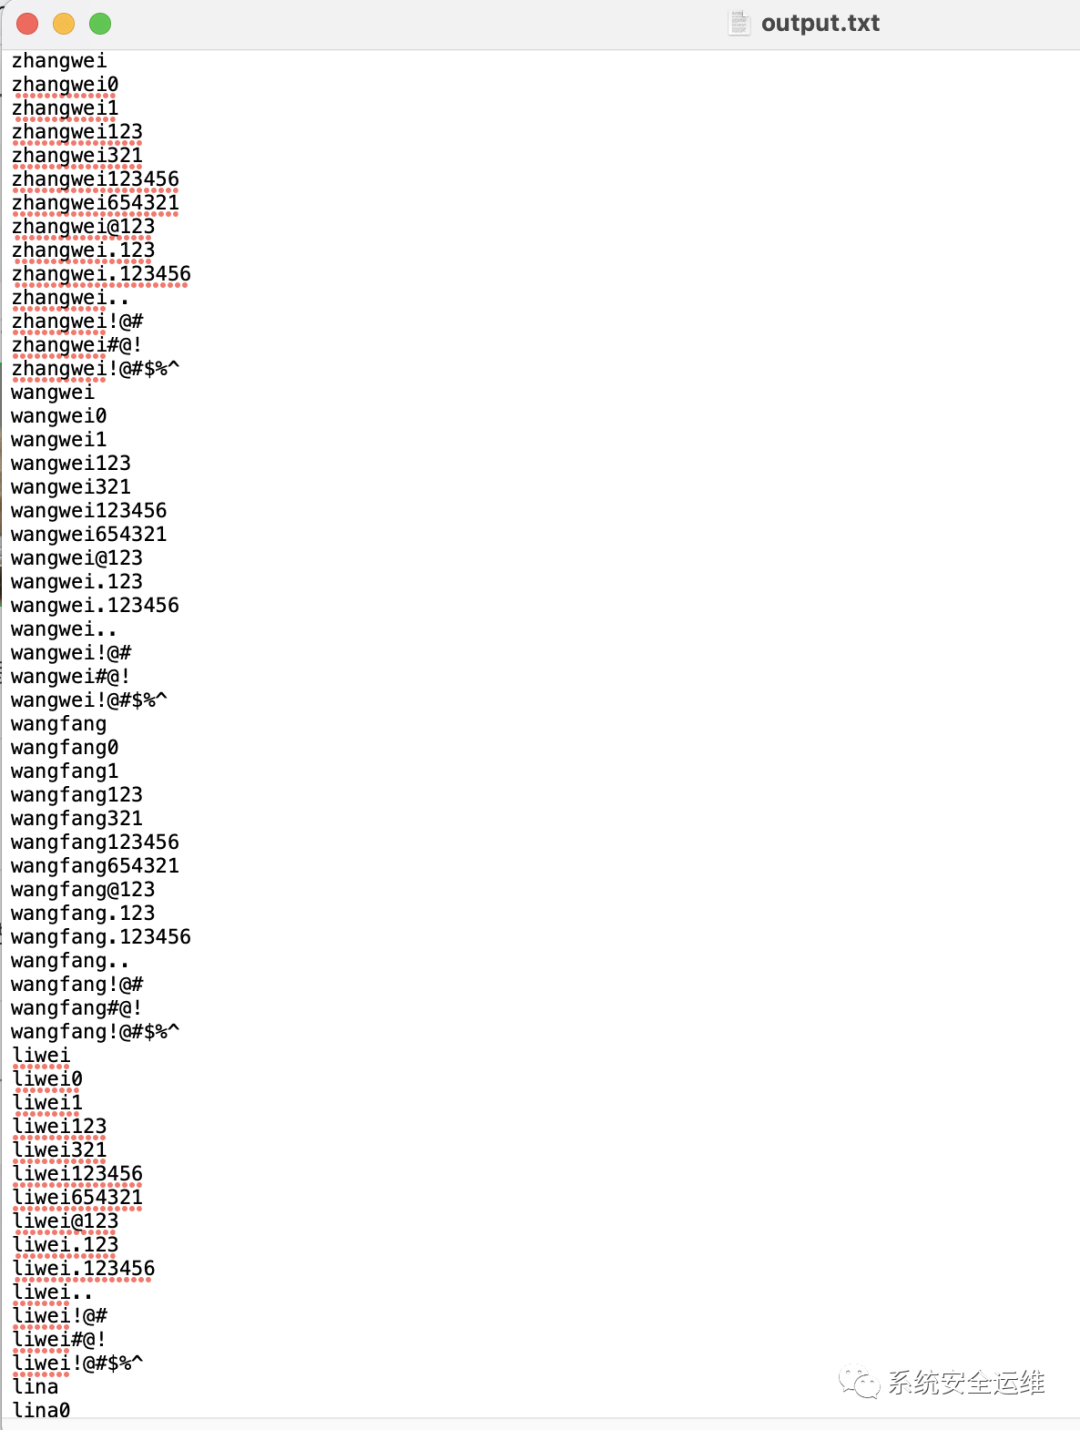 output.txt
zhangwei
zhangwei0
zhangwei1
zhangwei123
zhangwei321
zhangwei123456
zhangwei654321
zhangwei@123
zhangwei.123
zhangwei.123456
zhangwei..
zhangwei!@#
zhangwei#@!
zhangwei!@#$%^
wangwei
wangwei0
wangwei1
wangwei123
wangwei321
wangwei123456
wangwei654321
wangwei@123
wangwei.123
wangwei.123456
wangwei..
wangwei!@#
wangwei#@!
wangwei!@#$%^
wangfang
wangfang0
wangfang1
wangfang123
wangfang321
wangfang123456
wangfang654321
wangfang@123
wangfang.123
wangfang.123456
wangfang..
wangfang!@#
wangfang#@!
wangfang!@#$%^
liwei
liwei0
liwei1
liwei123
liwei321
liwei123456
liwei654321
liwei@123
liwei.123
liwei.123456
liwei..
liwei!@#
liwei#@!
liwei!@#$%^
lina
lina0
系统安全运维